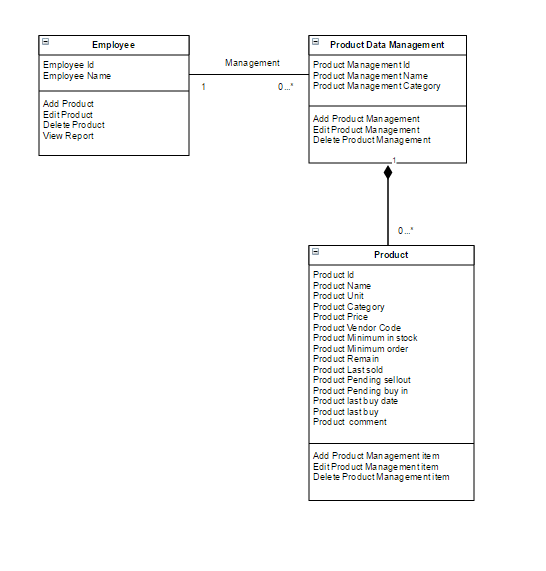 Employee
Employee Id
Employee Name
Add Product
Edit Product
Delete Product
View Report
Management
1
0...*
Product Data Management
Product Management Id
Product Management Name
Product Management Category
Add Product Management
Edit Product Management
Delete Product Management
1
0...*
Product
Product Id
Product Name
Product Unit
Product Category
Product Price
Product Vendor Code
Product Minimum in stock
Product Minimum order
Product Remain
Product Last sold
Product Pending sellout
Product Pending buy in
Product last buy date
Product last buy
Product comment
Add Product Management item
Edit Product Management item
Delete Product Management item